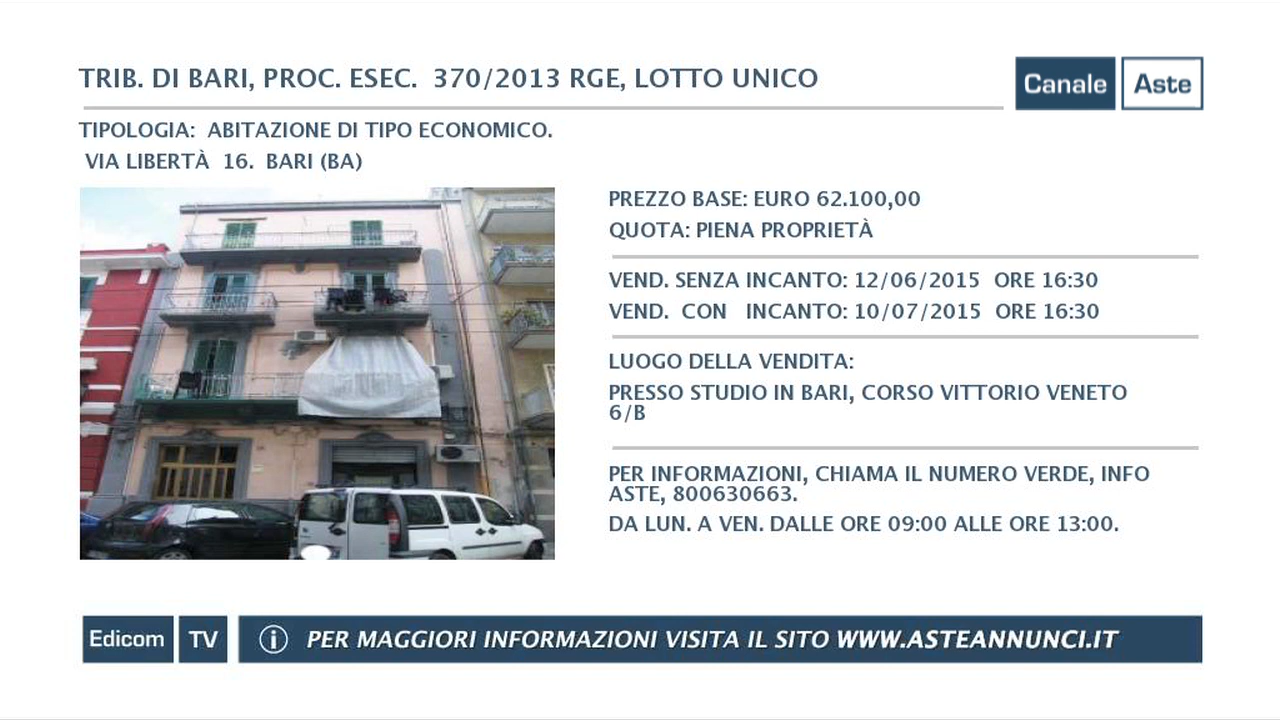 TRIB. DI BARI, PROC. ESEC. 370/2013 RGE, LOTTO UNICO
Canale Aste
TIPOLOGIA: ABITAZIONE DI TIPO ECONOMICO.
VIA LIBERTÀ 16. BARI (BA)
PREZZO BASE: EURO 62.100,00
QUOTA: PIENA PROPRIETÀ
VEND. SENZA INCANTO: 12/06/2015 ORE 16:30
VEND. CON INCANTO: 10/07/2015 ORE 16:30
LUOGO DELLA VENDITA:
PRESSO STUDIO IN BARI, CORSO VITTORIO VENETO
6/B
PER INFORMAZIONI, CHIAMA IL NUMERO VERDE, INFO
ASTE, 800630663.
DA LUN. A VEN. DALLE ORE 09:00 ALLE ORE 13:00.
Edicom TV
PER MAGGIORI INFORMAZIONI VISITA IL SITO WWW.ASTEANNUNCI.IT